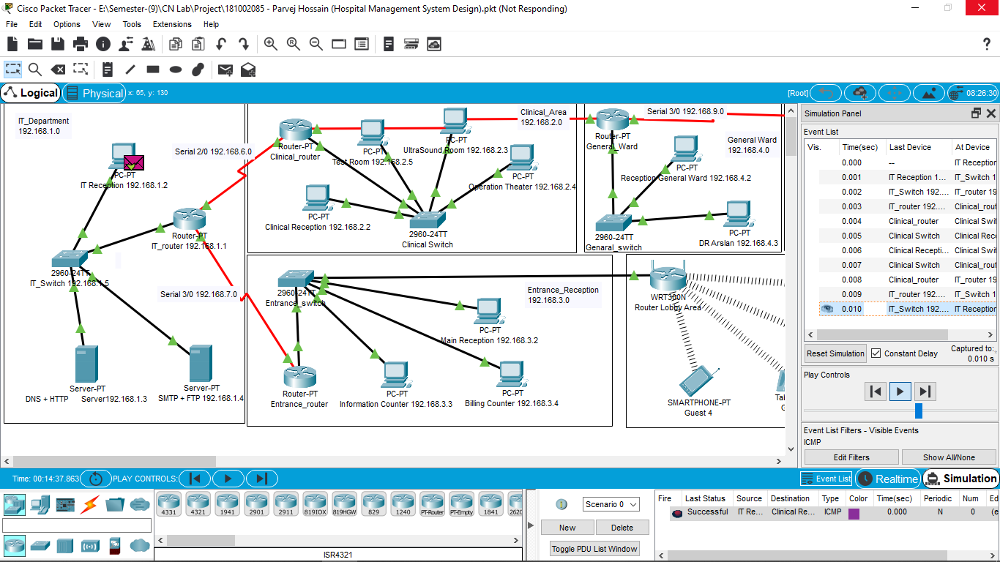 Cisco Packet Tracer - E:\Semester-(9)\CN Lab\Project\181002085 - Parvej Hossain (Hospital Management System Design).pkt (Not Responding)
File Edit Options View Tools Extensions Help
Logical Physical x: 65, y: 130 [Root] 08:26:30
IT_Department
192.168.1.0
PC-PT
IT Reception 192.168.1.2
Serial 2/0 192.168.6.0
Router-PT
IT_router 192.168.1.1
2960-24TT
IT_Switch 192.168.1.5
Serial 3/0 192.168.7.0
Server-PT
DNS + HTTP Server192.168.1.3
Server-PT
SMTP + FTP 192.168.1.4
Clinical_Area
192.168.2.0
Router-PT
Clinical_router
PC-PT
Test Room 192.168.2.5
PC-PT
UltraSound Room 192.168.2.3
PC-PT
Operation Theater 192.168.2.4
PC-PT
Clinical Reception 192.168.2.2
2960-24TT
Clinical Switch
Serial 3/0 192.168.9.0
Router-PT
General_Ward
General Ward
192.168.4.0
PC-PT
Reception General Ward 192.168.4.2
2960-24TT
Genaral_switch
PC-PT
DR Arslan 192.168.4.3
2960-24TT
Entrance_switch
Entrance_Reception
192.168.3.0
PC-PT
Main Reception 192.168.3.2
Router-PT
Entrance_router
PC-PT
Information Counter 192.168.3.3
PC-PT
Billing Counter 192.168.3.4
WRT300N
Router Lobby Area
SMARTPHONE-PT
Guest 4
Ta
G
Simulation Panel
Event List
Vis. Time(sec) Last Device At Device
0.000 -- IT Reception
0.001 IT Reception 1... IT_Switch 1
0.002 IT_Switch 192.... IT_router 19
0.003 IT_router 192.... Clinical_rout
0.004 Clinical_router Clinical Swit
0.005 Clinical Switch Clinical Rece
0.006 Clinical Recepti... Clinical Swit
0.007 Clinical Switch Clinical_rout
0.008 Clinical_router IT_router 19
0.009 IT_router 192.... IT_Switch 1
0.010 IT_Switch 192.... IT Reception
Reset Simulation Constant Delay Captured to:
0.010 s
Play Controls
Event List Filters - Visible Events
ICMP
Edit Filters Show All/None
Time: 00:14:37.863 PLAY CONTROLS: Event List Realtime Simulation
4331 4321 1941 2901 2911 819IOX 819HGW 829 1240 PT-Router PT-Empty 1841 2620
ISR4321
Scenario 0
New Delete
Toggle PDU List Window
Fire Last Status Source Destination Type Color Time(sec) Periodic Num Ed
Successful IT Re... Clinical Re... ICMP 0.000 N 0 (e